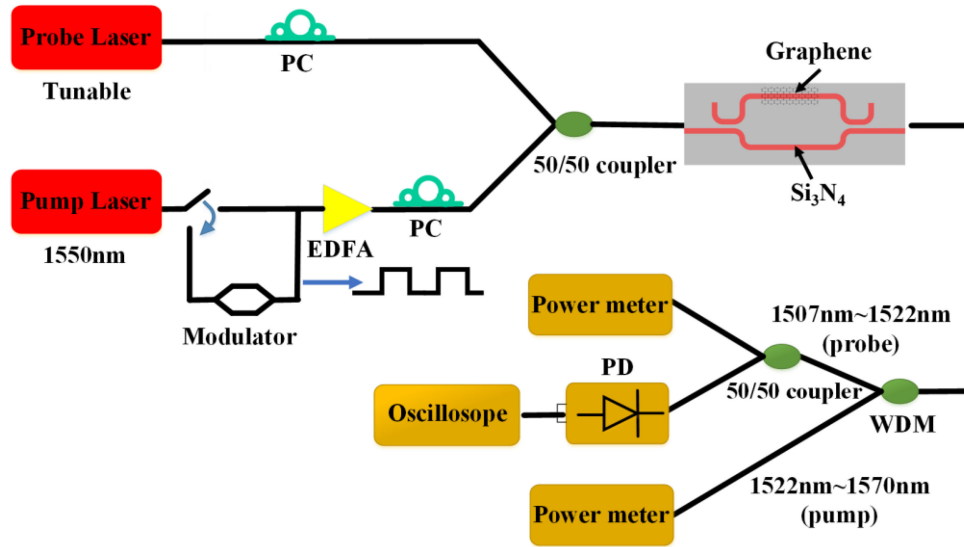 Probe Laser
Tunable
PC
Graphene
50/50 coupler
Si₃N₄
Pump Laser
1550nm
EDFA
PC
Modulator
Power meter
1507nm~1522nm
(probe)
PD
50/50 coupler
Oscillosope
WDM
Power meter
1522nm~1570nm
(pump)